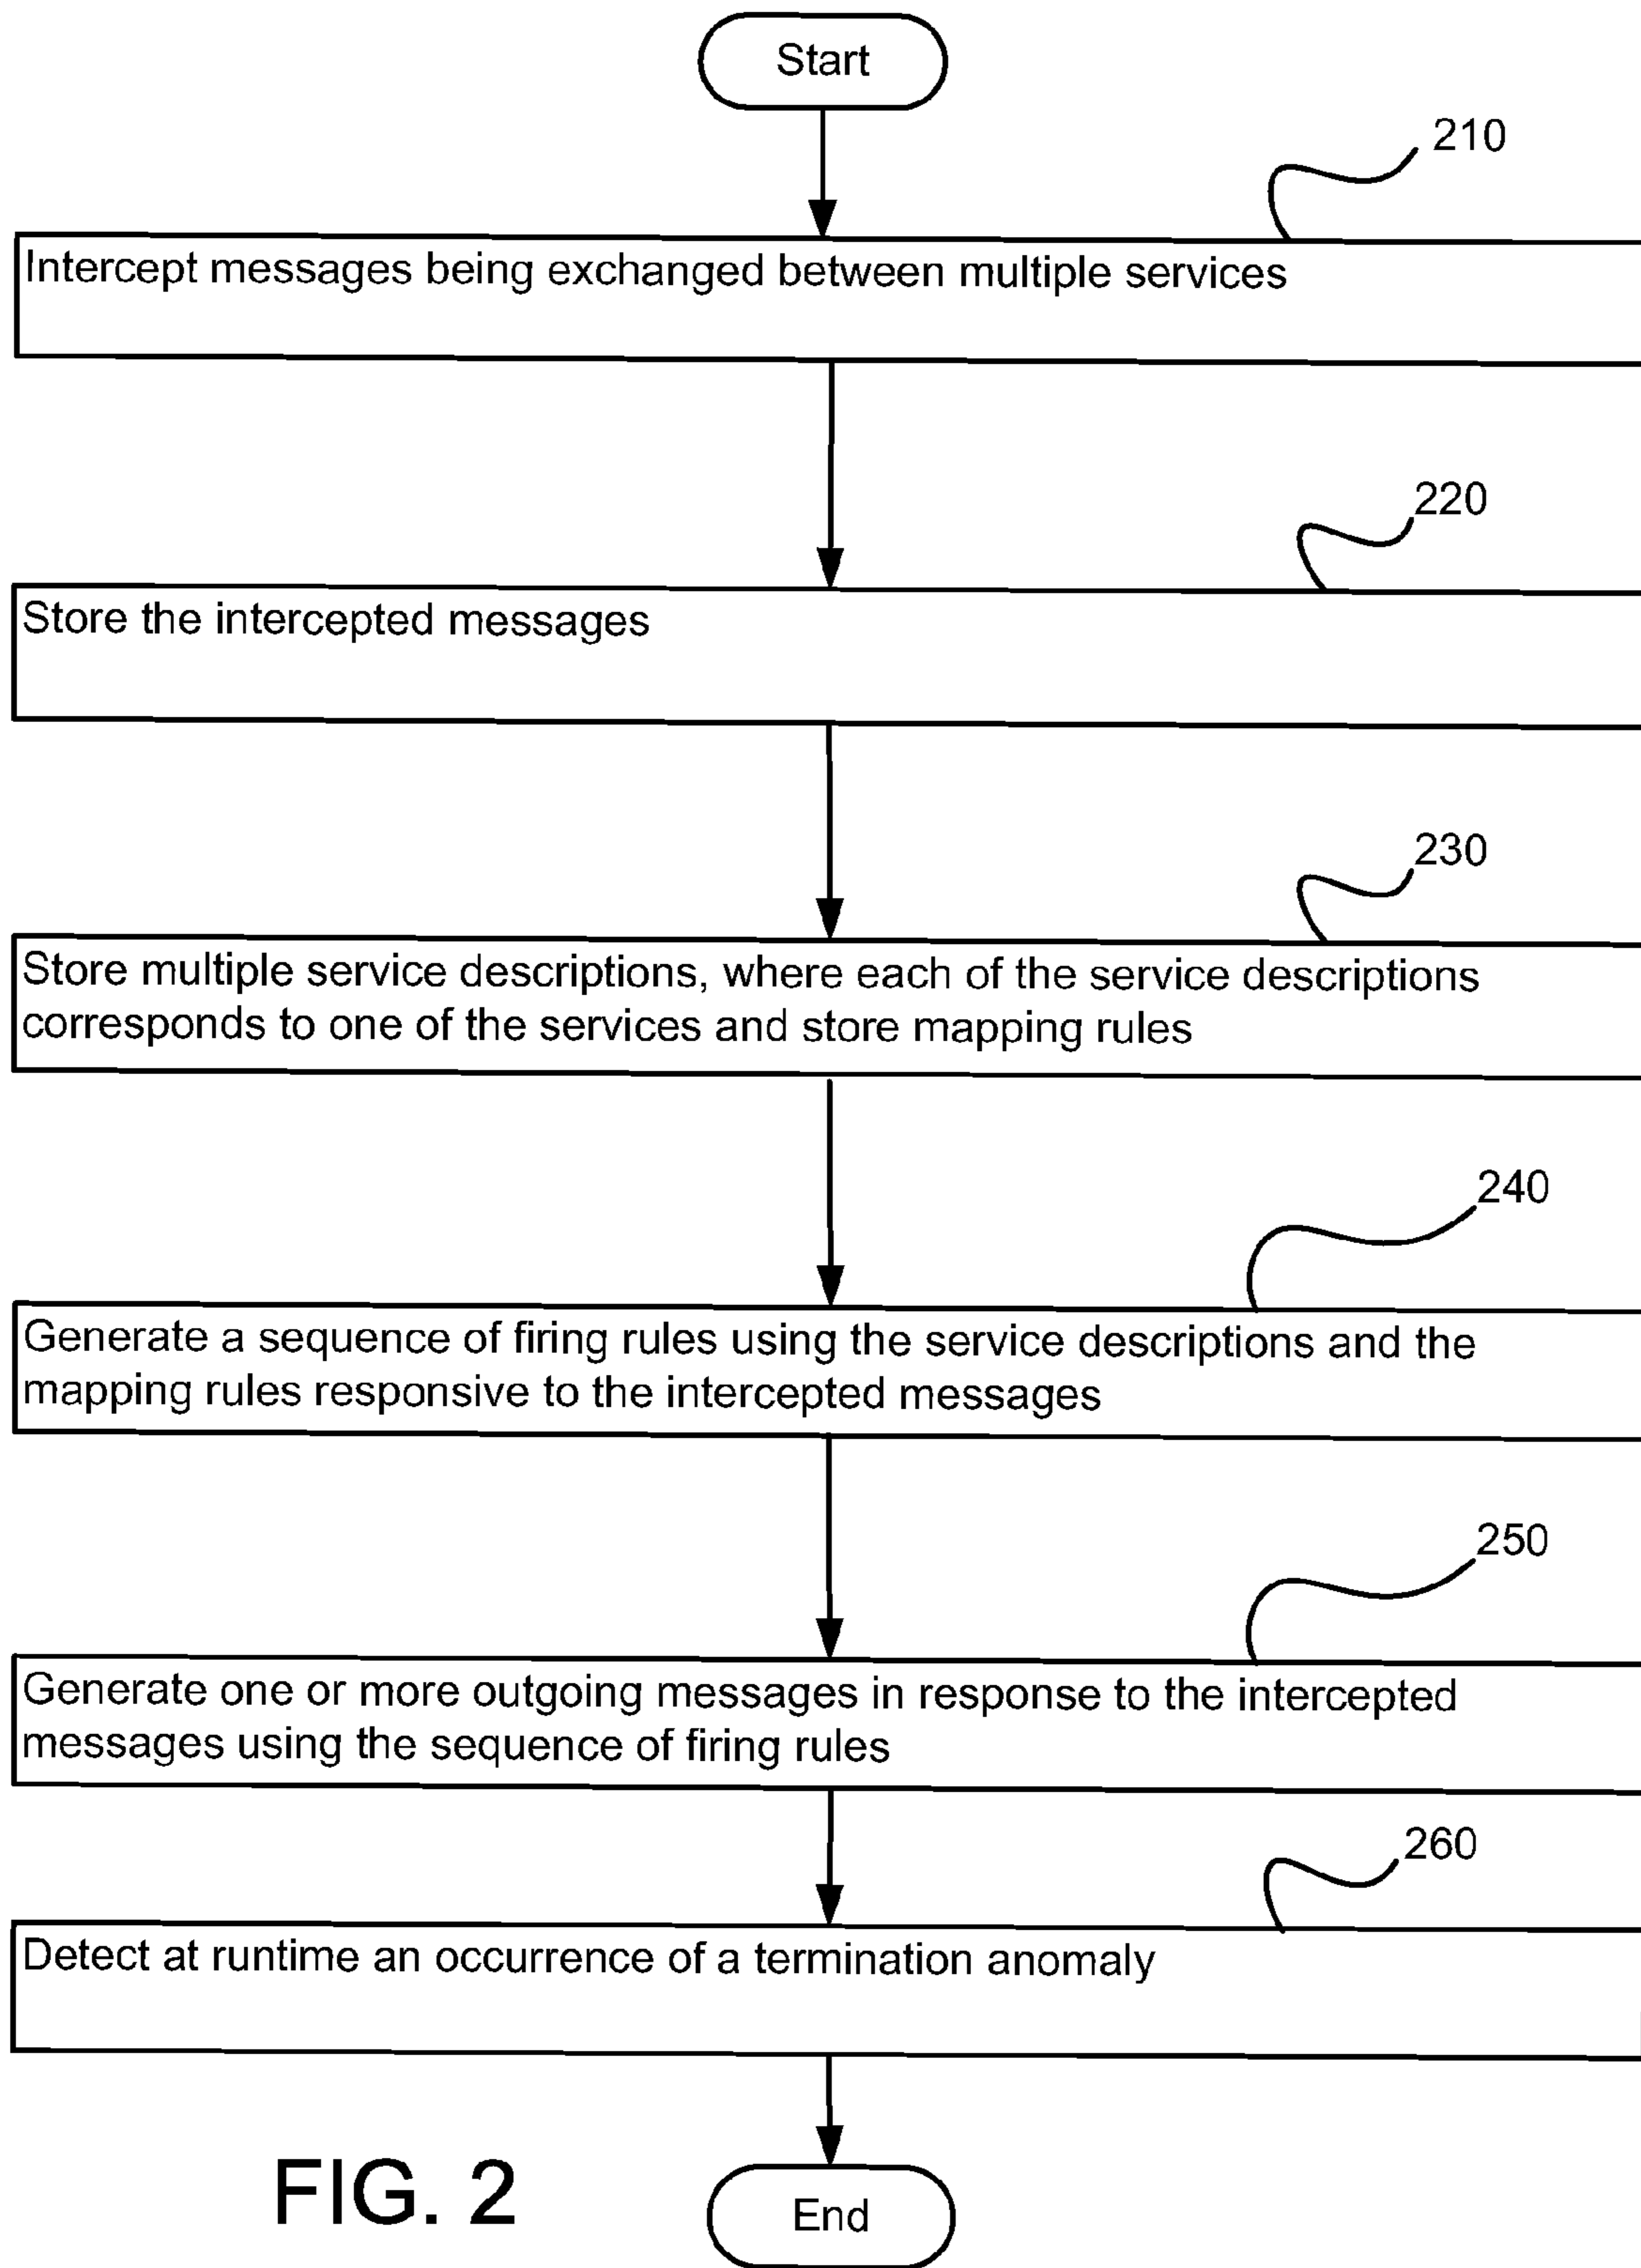 Start
210
Intercept messages being exchanged between multiple services
220
Store the intercepted messages
230
Store multiple service descriptions, where each of the service descriptions
corresponds to one of the services and store mapping rules
240
Generate a sequence of firing rules using the service descriptions and the
mapping rules responsive to the intercepted messages
250
Generate one or more outgoing messages in response to the intercepted
messages using the sequence of firing rules
260
Detect at runtime an occurrence of a termination anomaly
FIG. 2
End